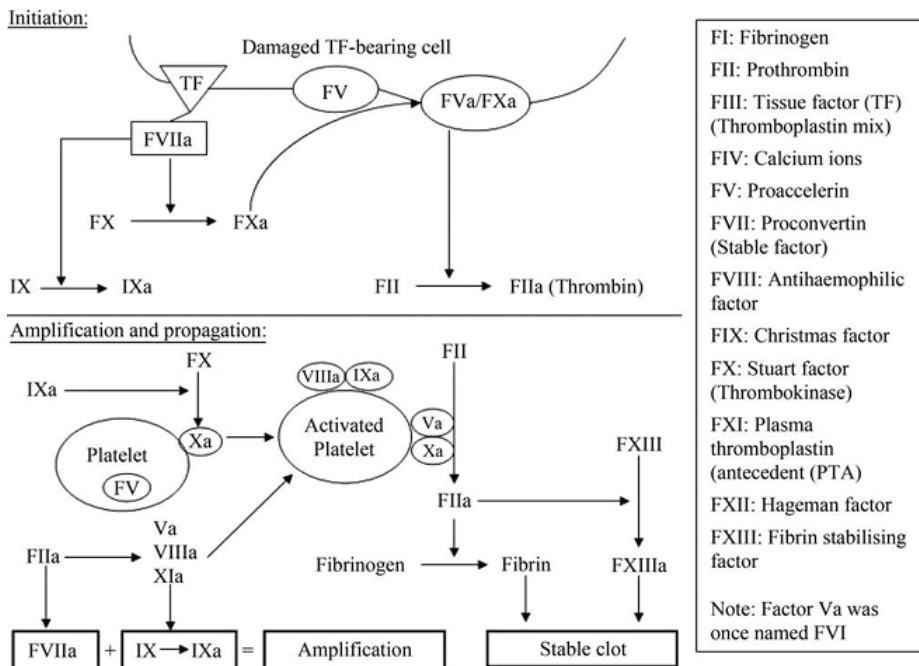 Initiation:
Damaged TF-bearing cell
TF
FV
FVa/FXa
FVIIa
FX
FXa
IX
IXa
FII
FIIa (Thrombin)
Amplification and propagation:
FX
FII
IXa
VIIIa
IXa
Xa
Activated
Platelet
Va
Xa
Platelet
FV
FXIII
FIIa
Va
VIIIa
XIa
FIIa
Fibrinogen
Fibrin
FXIIIa
FVIIa
+
IX
IXa
=
Amplification
Stable clot
FI: Fibrinogen
FII: Prothrombin
FIII: Tissue factor (TF)
(Thromboplastin mix)
FIV: Calcium ions
FV: Proaccelerin
FVII: Proconvertin
(Stable factor)
FVIII: Antihaemophilic
factor
FIX: Christmas factor
FX: Stuart factor
(Thrombokinase)
FXI: Plasma
thromboplastin
(antecedent (PTA)
FXII: Hageman factor
FXIII: Fibrin stabilising
factor
Note: Factor Va was
once named FVI